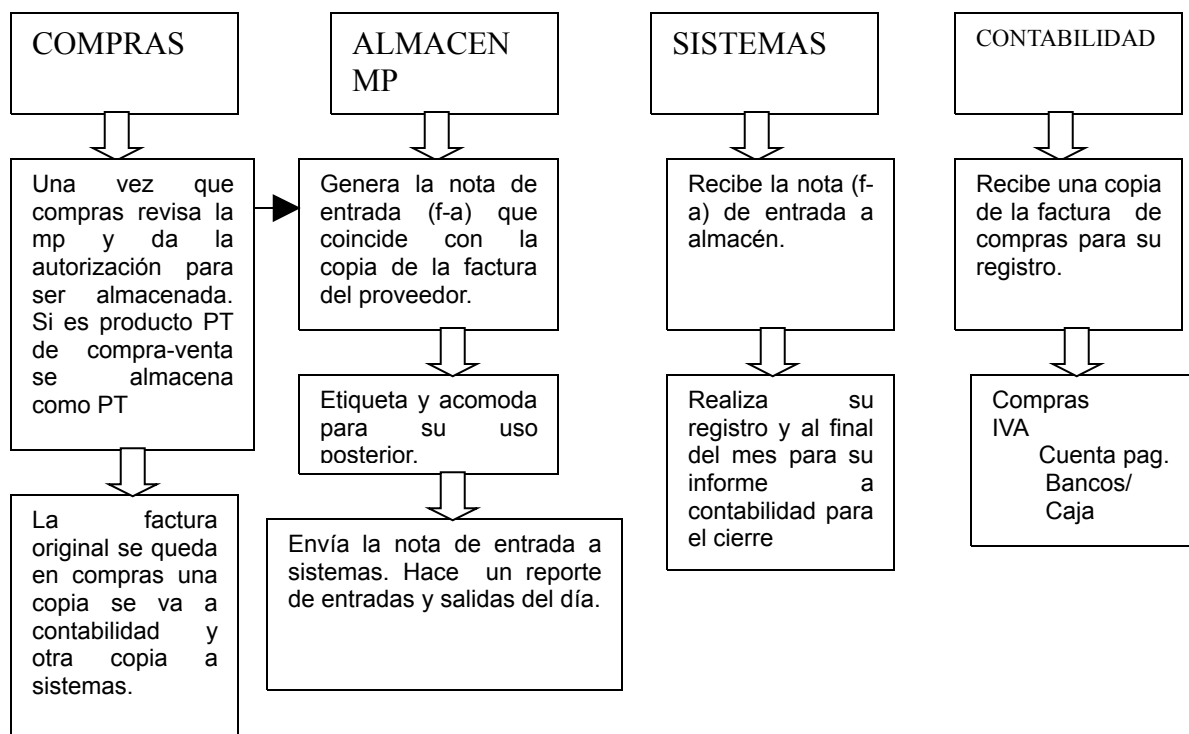 COMPRAS
Una vez que
compras revisa la
mp y da la
autorización para
ser almacenada.
Si es producto PT
de compra-venta
se almacena
como PT
La factura
original se queda
en compras una
copia se va a
contabilidad y
otra copia a
sistemas.
ALMACEN
MP
Genera la nota de
entrada (f-a) que
coincide con la
copia de la factura
del proveedor.
Etiqueta y acomoda
para su uso
posterior.
Envía la nota de entrada a
sistemas. Hace un reporte
de entradas y salidas del día.
SISTEMAS
Recibe la nota (f-
a) de entrada a
almacén.
Realiza su
registro y al final
del mes para su
informe a
contabilidad para
el cierre
CONTABILIDAD
Recibe una copia
de la factura de
compras para su
registro.
Compras
IVA
Cuenta pag.
Bancos/
Caja